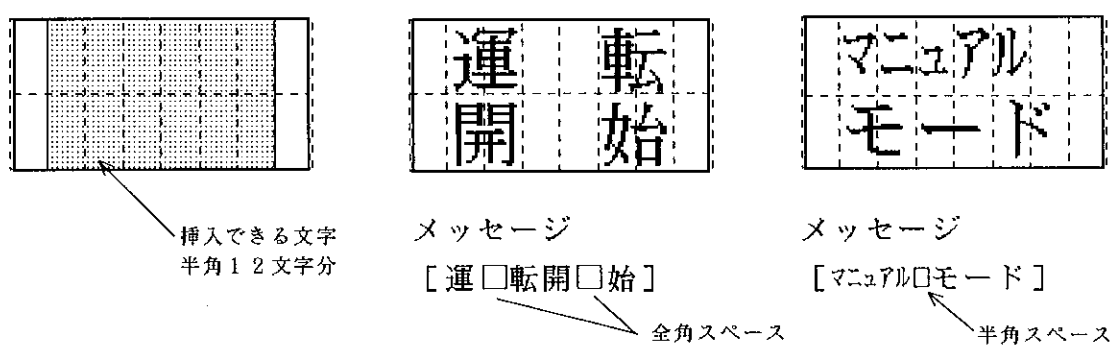 運 転
開 始
ﾏﾆｭｱﾙ
モード
挿入できる文字
半角１２文字分
メッセージ
［運□転開□始］
全角スペース
メッセージ
［ﾏﾆｭｱﾙ□モード］
半角スペース